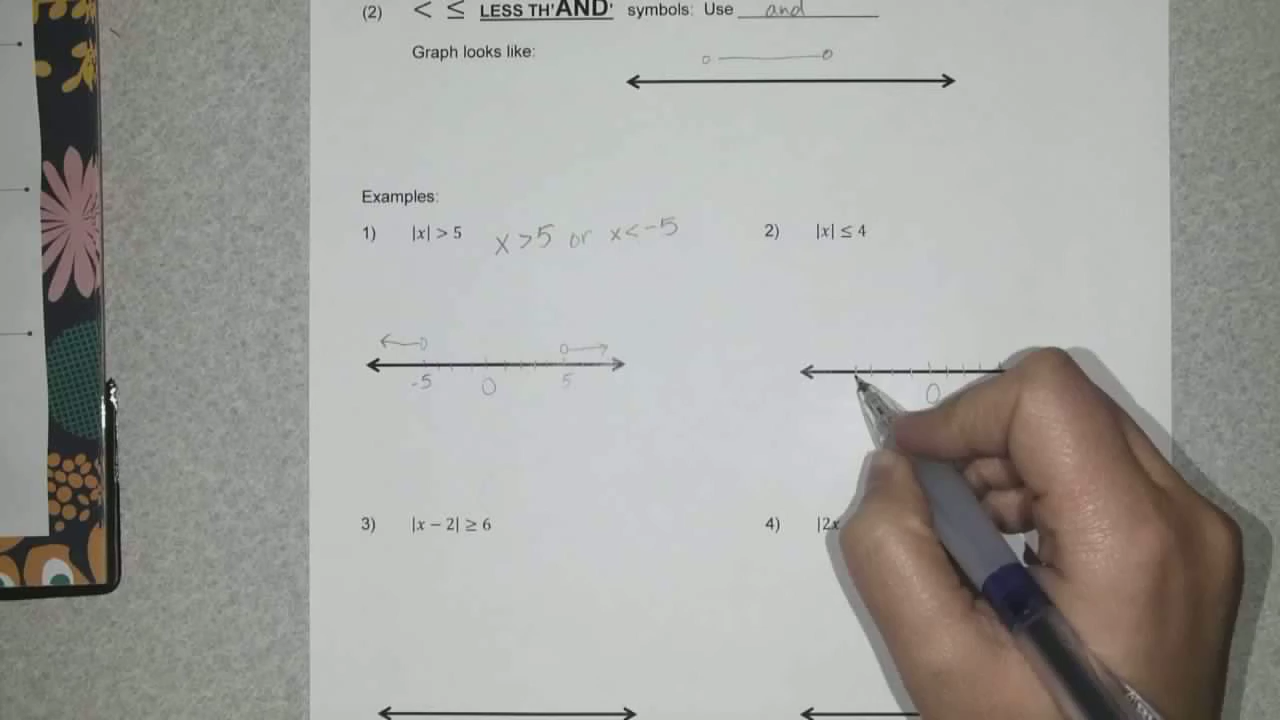 (2) < ≤ LESS TH'AND' symbols: Use and
Graph looks like:
Examples:
1) |x| > 5 x > 5 or x < -5
2) |x| ≤ 4
-5 0 5
0
3) |x − 2| ≥ 6
4) |2x